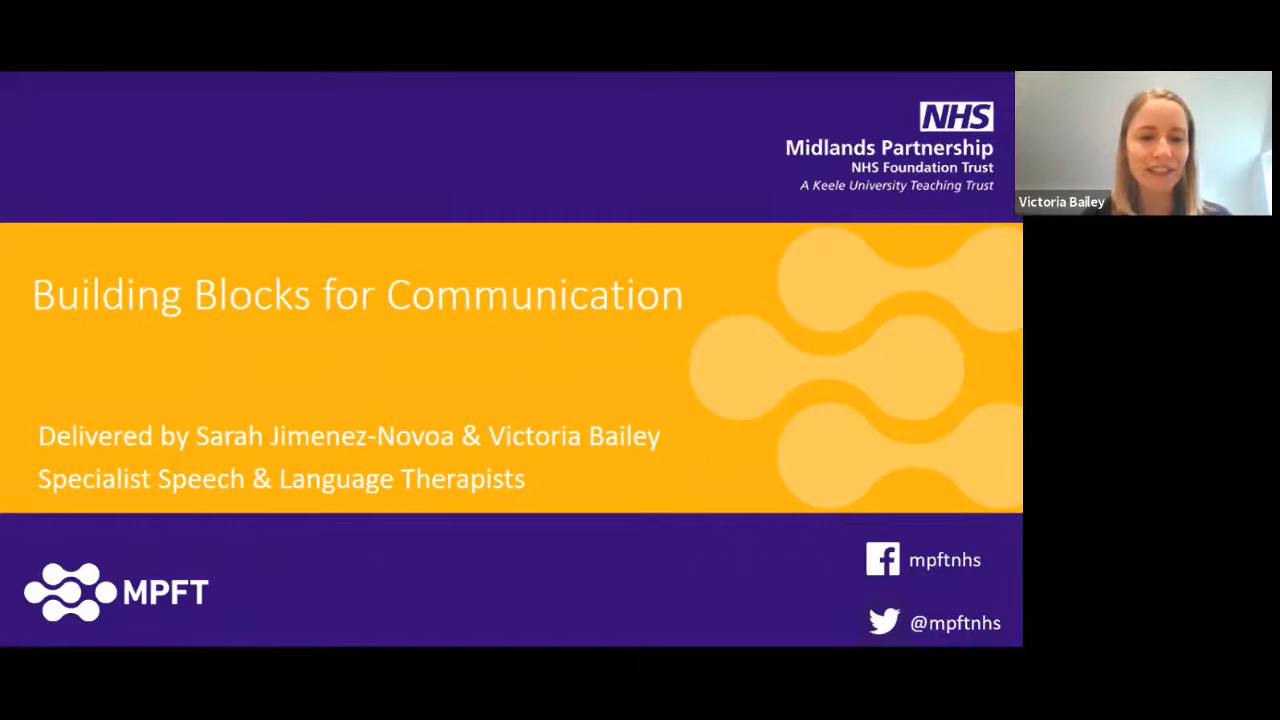 NHS
Midlands Partnership
NHS Foundation Trust
A Keele University Teaching Trust
Victoria Bailey
Building Blocks for Communication
Delivered by Sarah Jimenez-Novoa & Victoria Bailey
Specialist Speech & Language Therapists
MPFT
mpftnhs
@mpftnhs